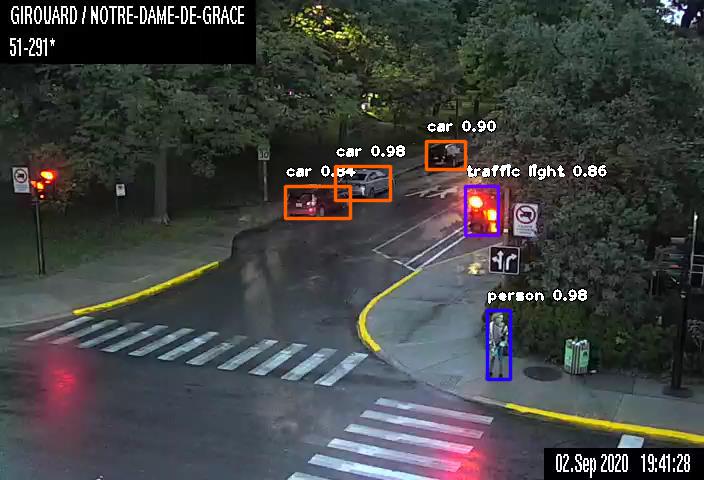 GIROUARD / NOTRE-DAME-DE-GRACE
51-291*
car 0.90
car 0.98
car 0.84
traffic light 0.86
30
person 0.98
02.Sep 2020 19:41:28